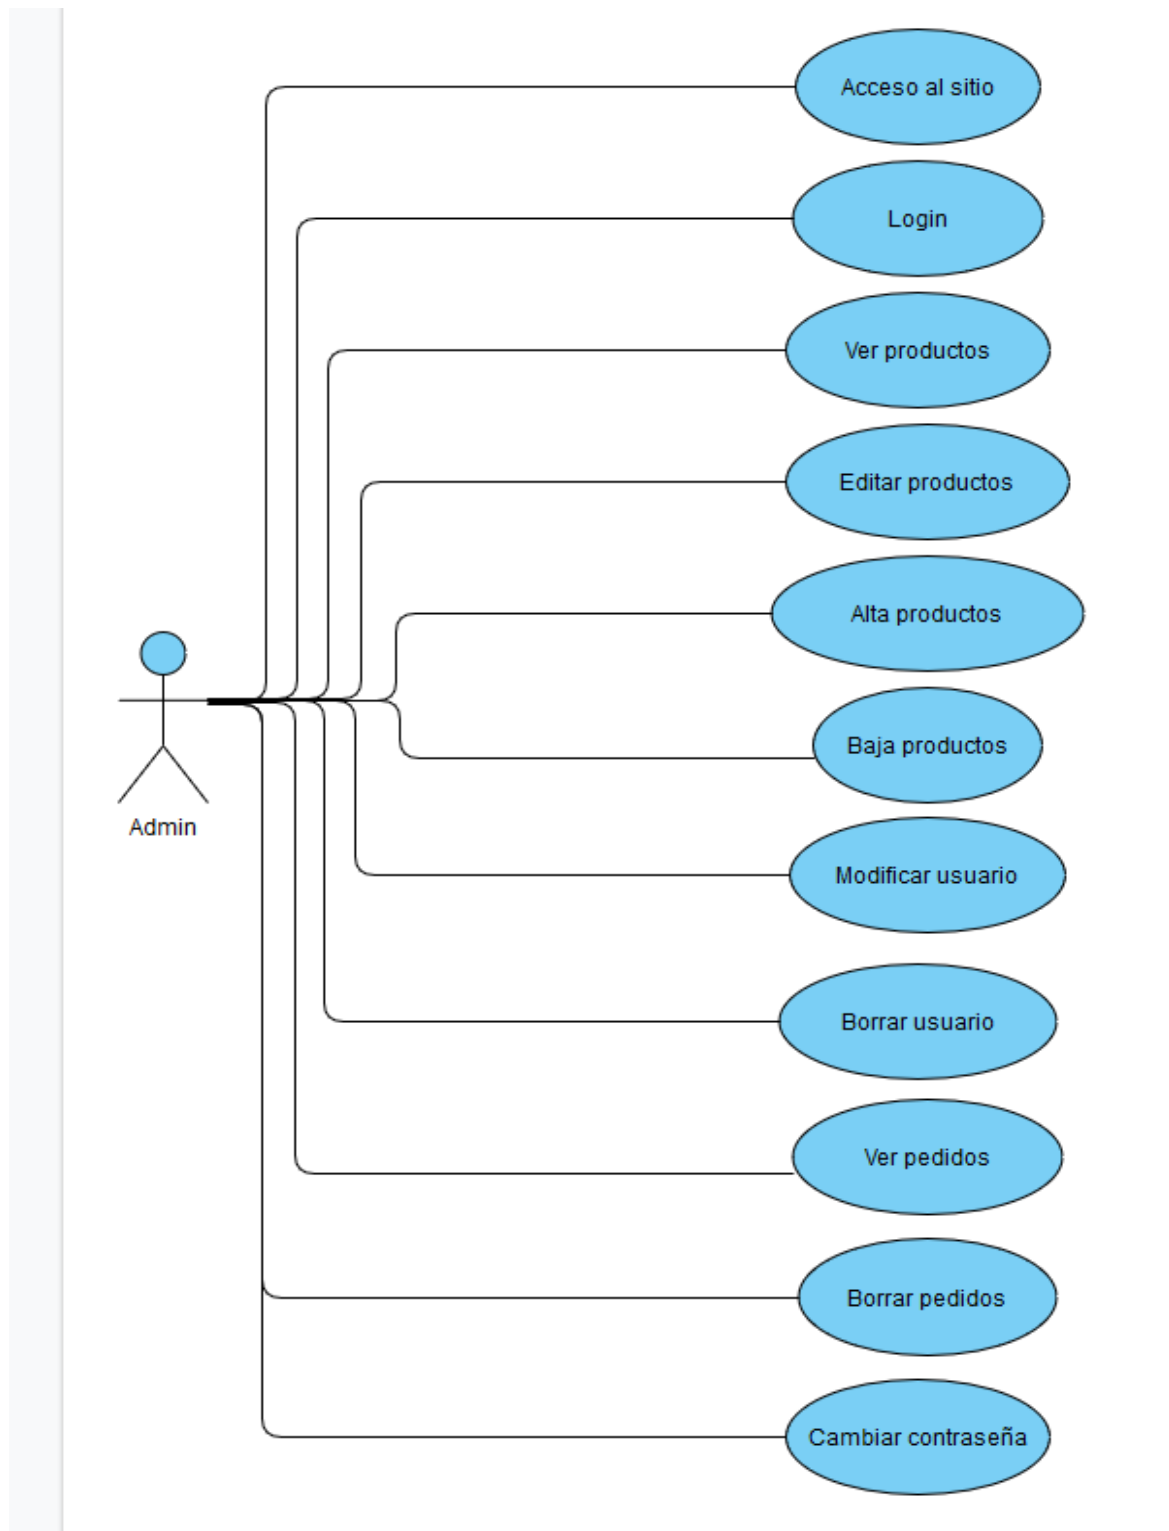 Acceso al sitio
Login
Ver productos
Editar productos
Alta productos
Baja productos
Admin
Modificar usuario
Borrar usuario
Ver pedidos
Borrar pedidos
Cambiar contraseña